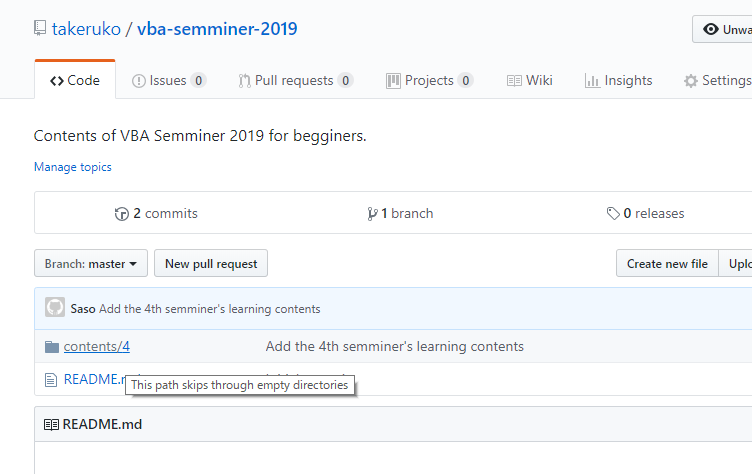 takeruko / vba-semminer-2019
Unwa
Code Issues 0 Pull requests 0 Projects 0 Wiki Insights Settings
Contents of VBA Semminer 2019 for begginers.
Manage topics
2 commits 1 branch 0 releases
Branch: master New pull request Create new file Uplo
Saso Add the 4th semminer's learning contents
contents/4 Add the 4th semminer's learning contents
README.m
This path skips through empty directories
README.md